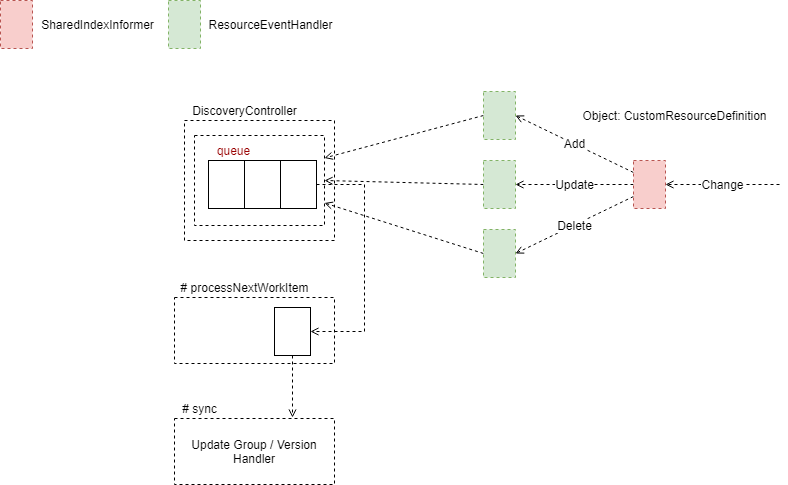 SharedIndexInformer
ResourceEventHandler
DiscoveryController
Object: CustomResourceDefinition
queue
Add
Update
Change
Delete
# processNextWorkItem
# sync
Update Group / Version
Handler